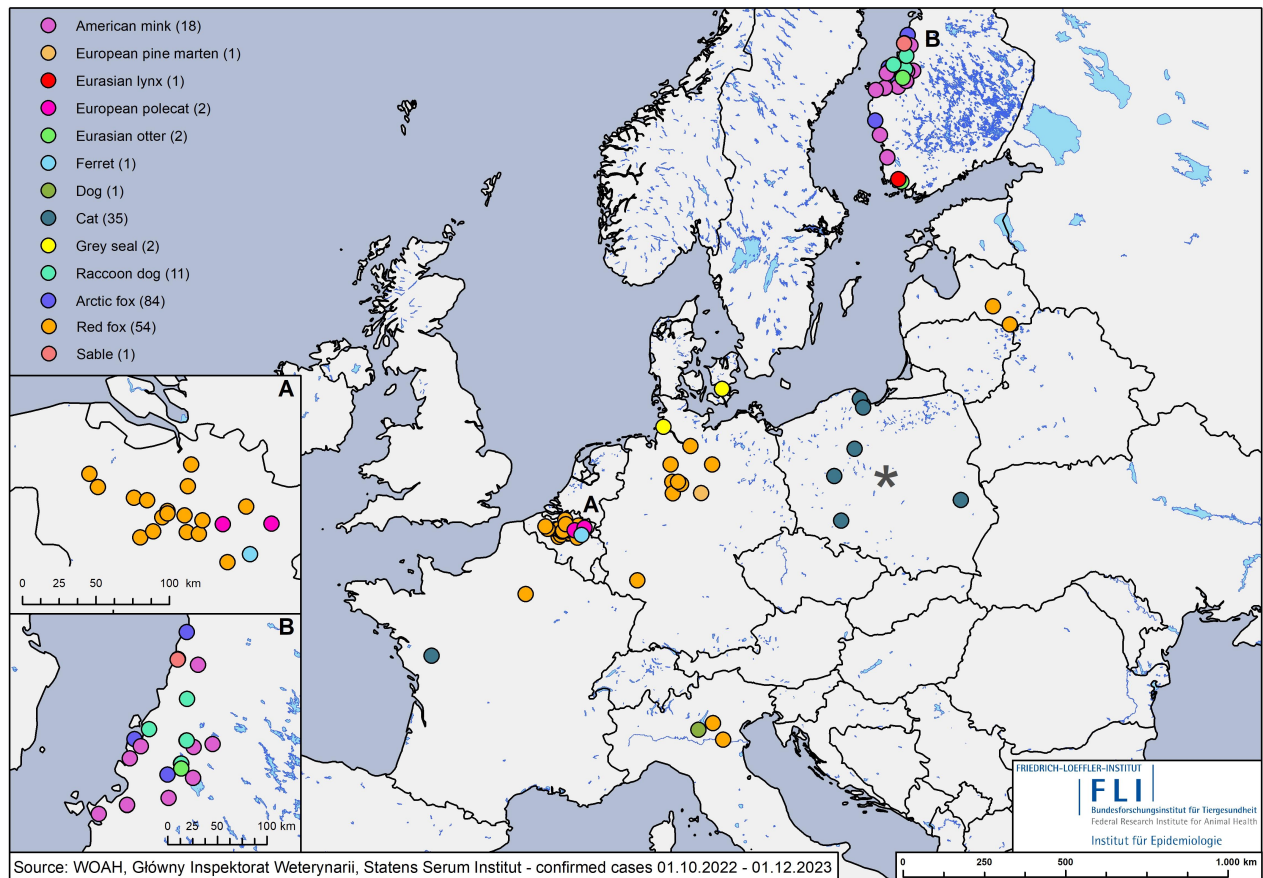 American mink (18)
European pine marten (1)
Eurasian lynx (1)
European polecat (2)
Eurasian otter (2)
Ferret (1)
Dog (1)
Cat (35)
Grey seal (2)
Raccoon dog (11)
Arctic fox (84)
Red fox (54)
Sable (1)
B
A
*
A
0 25 50 100 km
B
0 25 50 100 km
FRIEDRICH-LOEFFLER-INSTITUT
FLI
Bundesforschungsinstitut für Tiergesundheit
Federal Research Institute for Animal Health
Institut für Epidemiologie
Source: WOAH, Główny Inspektorat Weterynarii, Statens Serum Institut - confirmed cases 01.10.2022 - 01.12.2023
0 250 500 1.000 km